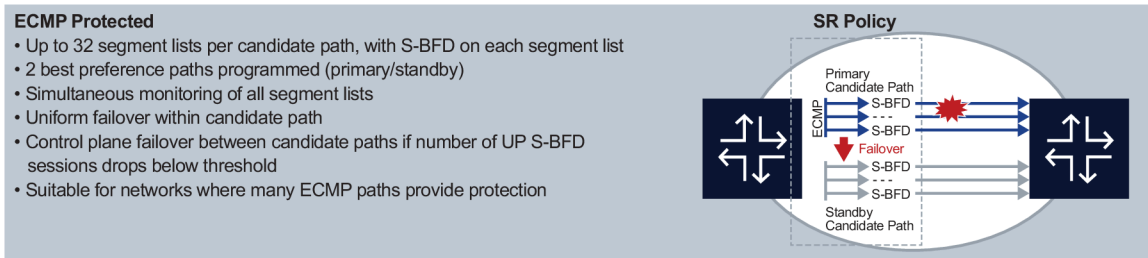 ECMP Protected
• Up to 32 segment lists per candidate path, with S-BFD on each segment list
• 2 best preference paths programmed (primary/standby)
• Simultaneous monitoring of all segment lists
• Uniform failover within candidate path
• Control plane failover between candidate paths if number of UP S-BFD
sessions drops below threshold
• Suitable for networks where many ECMP paths provide protection
SR Policy
Primary
Candidate Path
ECMP
S-BFD
S-BFD
Failover
S-BFD
S-BFD
Standby
Candidate Path